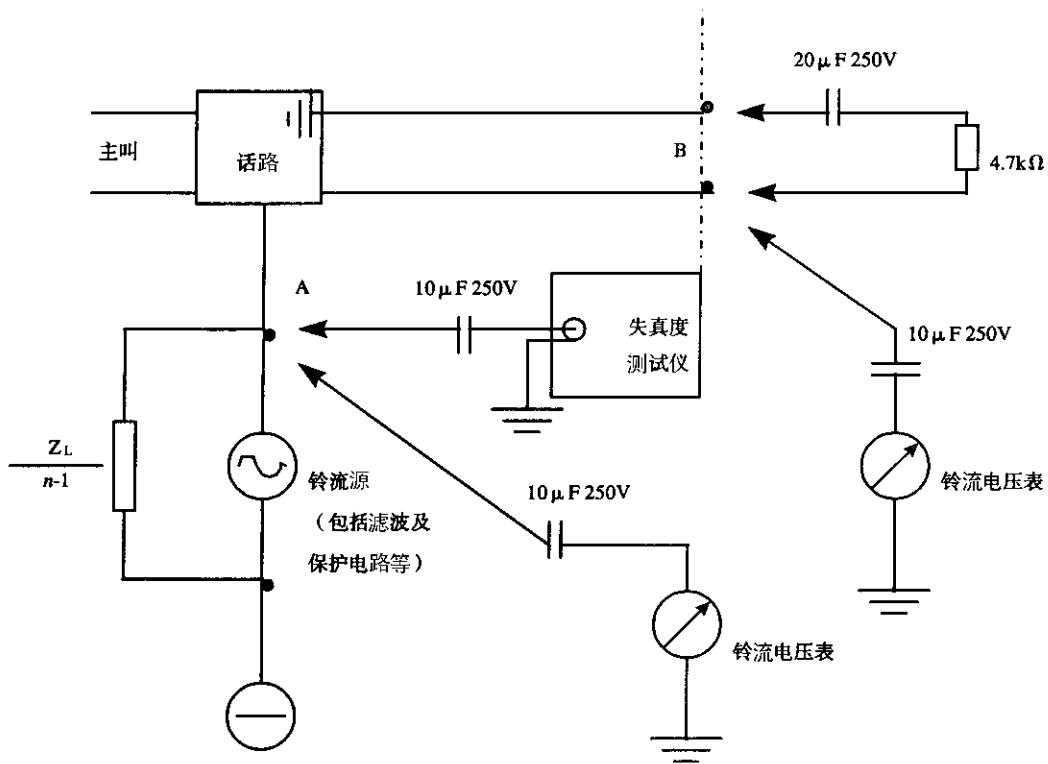 20μF 250V
主叫
话路
B
4.7kΩ
A
10μF 250V
失真度
测试仪
10μF 250V
Z_L
n-1
铃流源
(包括滤波及
保护电路等)
10μF 250V
铃流电压表
铃流电压表